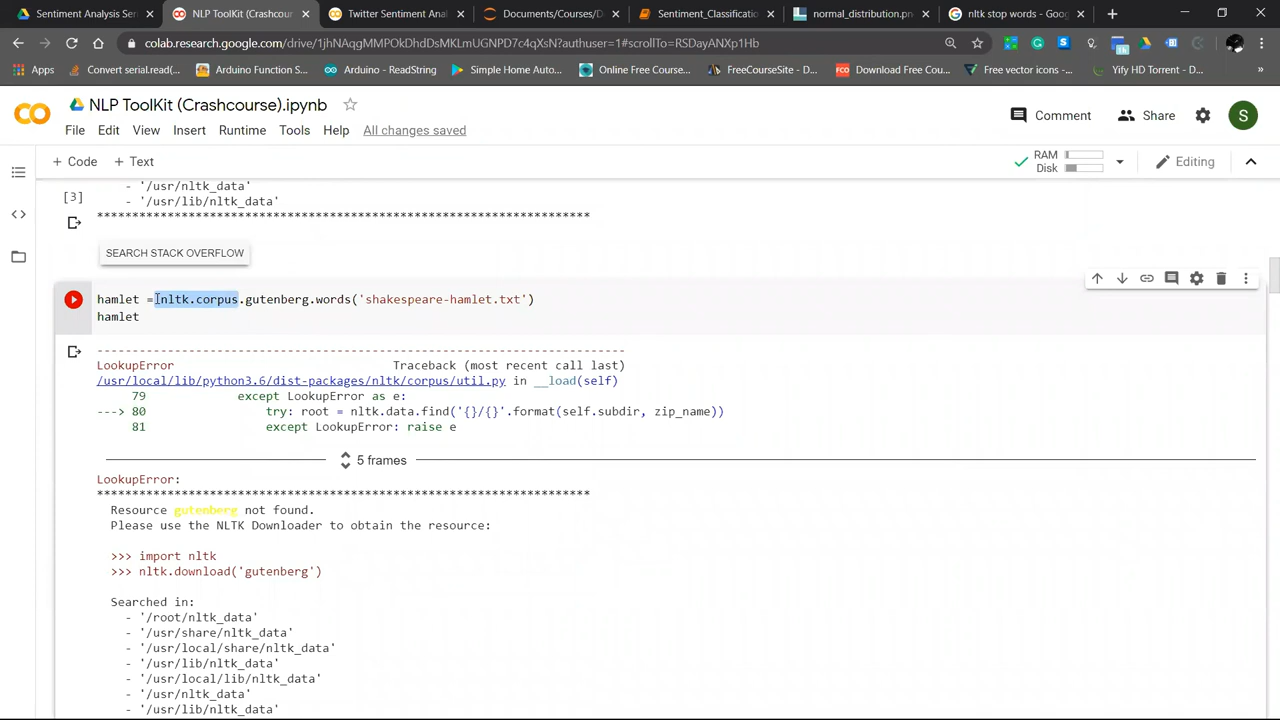 Sentiment Analysis Serv
NLP ToolKit (Crashcourse).i
Twitter Sentiment Anal
Documents/Courses/D
Sentiment_Classificatio
normal_distribution.pn
nltk stop words - Goog
colab.research.google.com/drive/1jhNAqgMMPOkDhdDsMKLmUGNPD7c4qXsN?authuser=1#scrollTo=RSDayANXp1Hb
Apps
Convert serial.read(...
Arduino Function S...
Arduino - ReadString
Simple Home Auto...
Online Free Course...
FreeCourseSite - D...
Download Free Cou...
Free vector icons -...
Yify HD Torrent - D...
NLP ToolKit (Crashcourse).ipynb
Comment
Share
S
File Edit View Insert Runtime Tools Help All changes saved
+ Code + Text
RAM
Disk
Editing
- '/usr/nltk_data'
[3]
- '/usr/lib/nltk_data'
**********************************************************************
SEARCH STACK OVERFLOW
hamlet =nltk.corpus.gutenberg.words('shakespeare-hamlet.txt')
hamlet
---------------------------------------------------------------------------
LookupError Traceback (most recent call last)
/usr/local/lib/python3.6/dist-packages/nltk/corpus/util.py in __load(self)
79 except LookupError as e:
---> 80 try: root = nltk.data.find('{}/{}'.format(self.subdir, zip_name))
81 except LookupError: raise e
5 frames
LookupError:
**********************************************************************
Resource gutenberg not found.
Please use the NLTK Downloader to obtain the resource:
>>> import nltk
>>> nltk.download('gutenberg')
Searched in:
- '/root/nltk_data'
- '/usr/share/nltk_data'
- '/usr/local/share/nltk_data'
- '/usr/lib/nltk_data'
- '/usr/local/lib/nltk_data'
- '/usr/nltk_data'
- '/usr/lib/nltk_data'